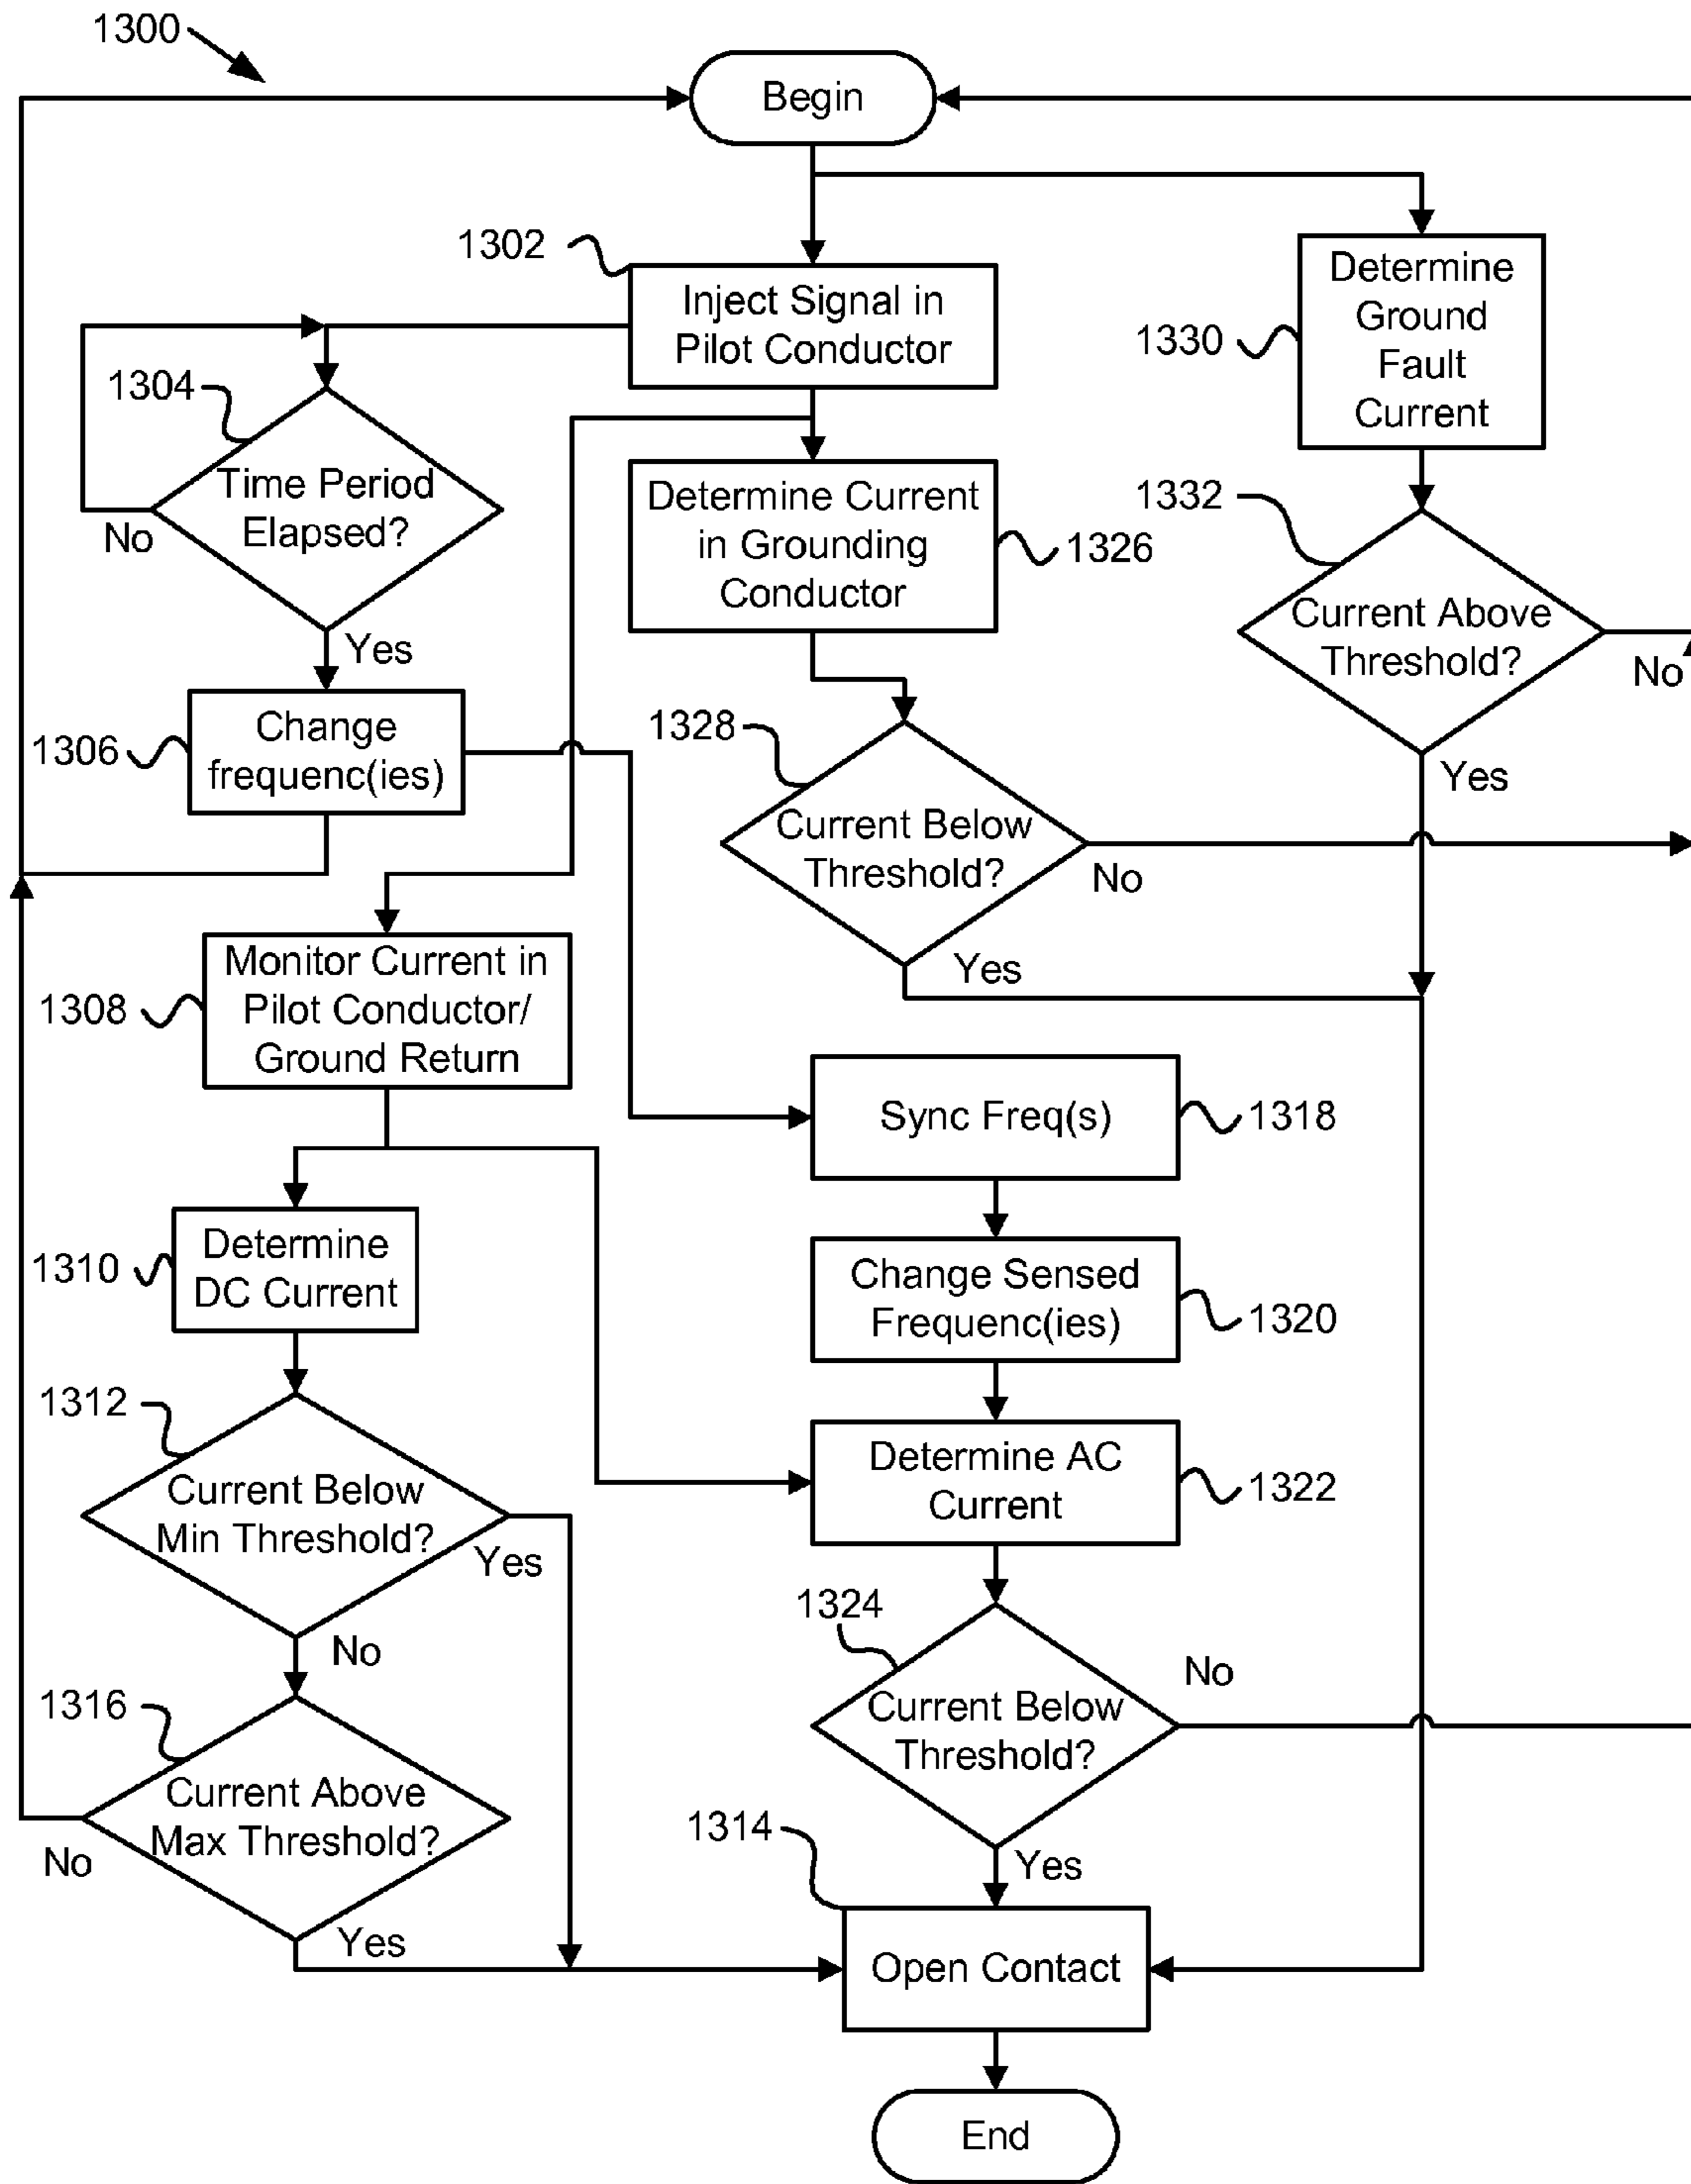 1300
Begin
1302
Inject Signal in
Pilot Conductor
Determine
Ground
Fault
Current
1330
1304
Time Period
Elapsed?
No
Yes
Determine Current
in Grounding
Conductor
1326
1332
Current Above
Threshold?
No
Yes
1306
Change
frequenc(ies)
1328
Current Below
Threshold?
No
Yes
1308
Monitor Current in
Pilot Conductor/
Ground Return
Sync Freq(s)
1318
1310
Determine
DC Current
Change Sensed
Frequenc(ies)
1320
1312
Current Below
Min Threshold?
Yes
No
Determine AC
Current
1322
1324
Current Below
Threshold?
No
Yes
1316
Current Above
Max Threshold?
No
Yes
1314
Open Contact
End